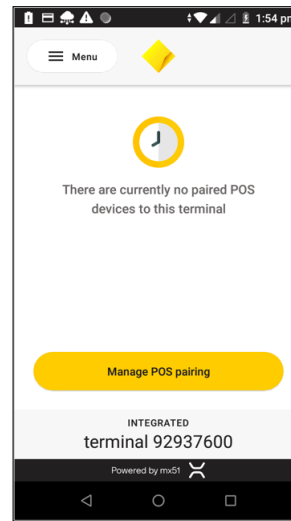 1:54 pm
Menu
There are currently no paired POS
devices to this terminal
Manage POS pairing
INTEGRATED
terminal 92937600
Powered by mx51